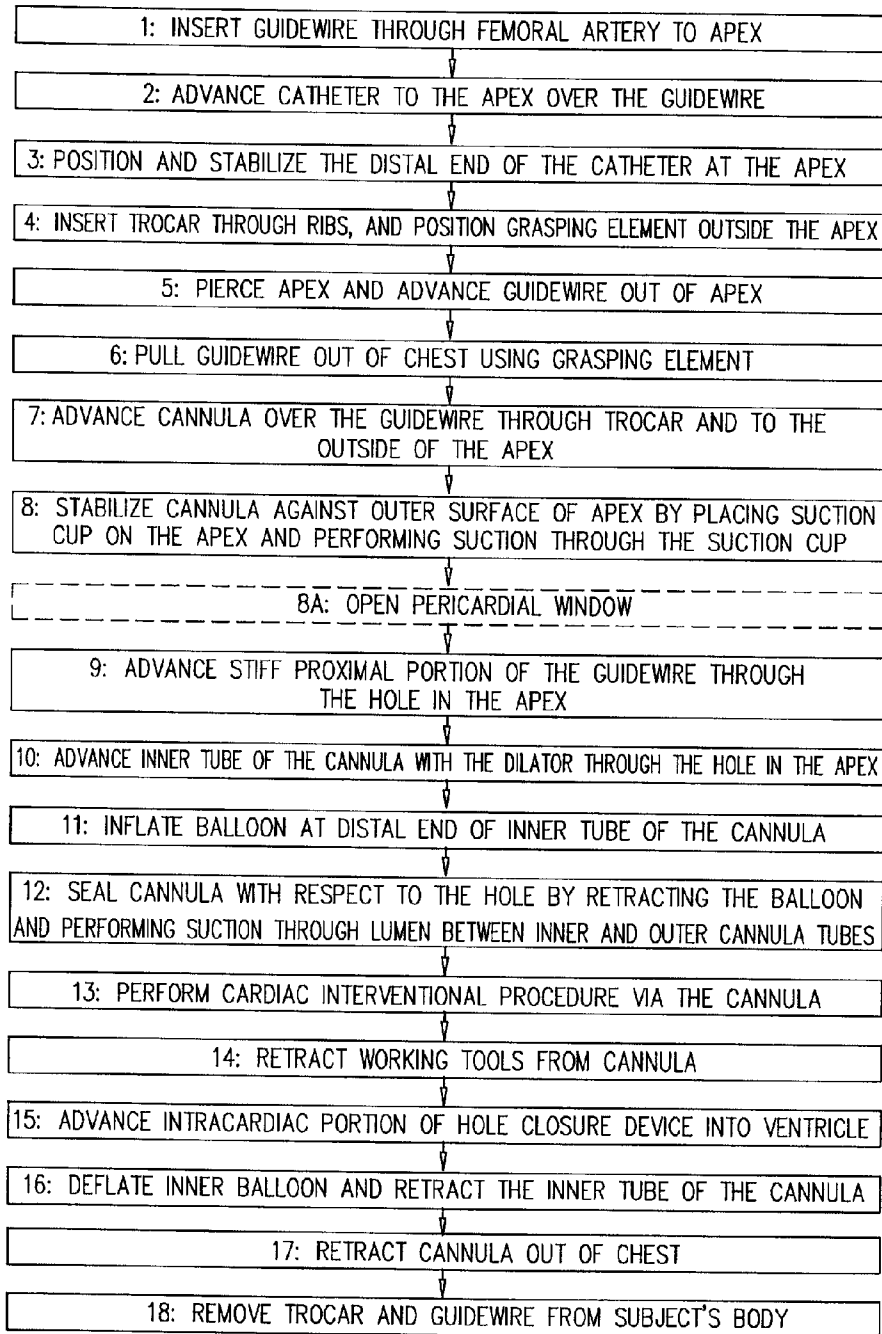 1: INSERT GUIDEWIRE THROUGH FEMORAL ARTERY TO APEX
2: ADVANCE CATHETER TO THE APEX OVER THE GUIDEWIRE
3: POSITION AND STABILIZE THE DISTAL END OF THE CATHETER AT THE APEX
4: INSERT TROCAR THROUGH RIBS, AND POSITION GRASPING ELEMENT OUTSIDE THE APEX
5: PIERCE APEX AND ADVANCE GUIDEWIRE OUT OF APEX
6: PULL GUIDEWIRE OUT OF CHEST USING GRASPING ELEMENT
7: ADVANCE CANNULA OVER THE GUIDEWIRE THROUGH TROCAR AND TO THE
OUTSIDE OF THE APEX
8: STABILIZE CANNULA AGAINST OUTER SURFACE OF APEX BY PLACING SUCTION
CUP ON THE APEX AND PERFORMING SUCTION THROUGH THE SUCTION CUP
8A: OPEN PERICARDIAL WINDOW
9: ADVANCE STIFF PROXIMAL PORTION OF THE GUIDEWIRE THROUGH
THE HOLE IN THE APEX
10: ADVANCE INNER TUBE OF THE CANNULA WITH THE DILATOR THROUGH THE HOLE IN THE APEX
11: INFLATE BALLOON AT DISTAL END OF INNER TUBE OF THE CANNULA
12: SEAL CANNULA WITH RESPECT TO THE HOLE BY RETRACTING THE BALLOON
AND PERFORMING SUCTION THROUGH LUMEN BETWEEN INNER AND OUTER CANNULA TUBES
13: PERFORM CARDIAC INTERVENTIONAL PROCEDURE VIA THE CANNULA
14: RETRACT WORKING TOOLS FROM CANNULA
15: ADVANCE INTRACARDIAC PORTION OF HOLE CLOSURE DEVICE INTO VENTRICLE
16: DEFLATE INNER BALLOON AND RETRACT THE INNER TUBE OF THE CANNULA
17: RETRACT CANNULA OUT OF CHEST
18: REMOVE TROCAR AND GUIDEWIRE FROM SUBJECT'S BODY